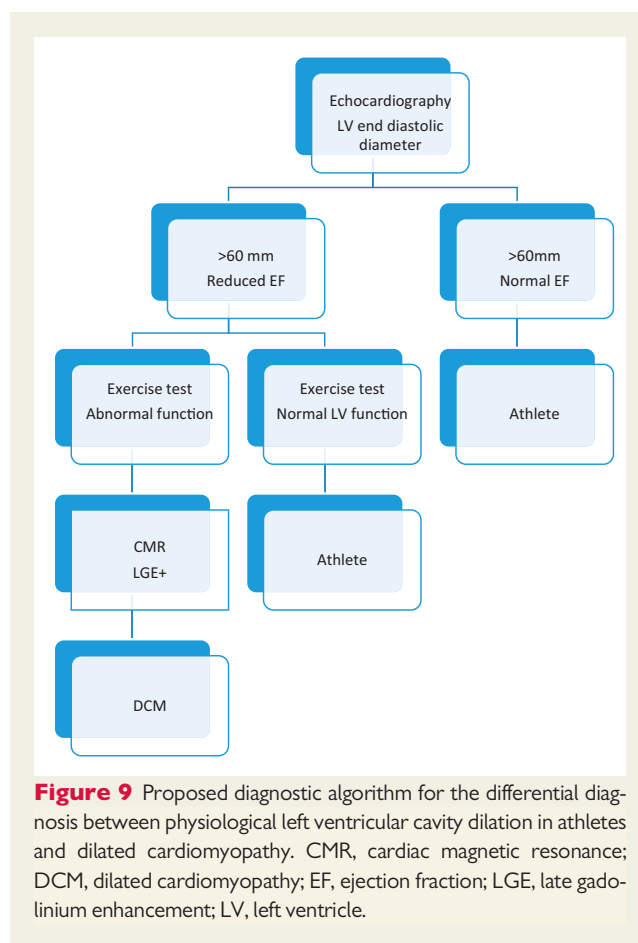 Echocardiography
LV end diastolic
diameter
>60 mm
Reduced EF
>60mm
Normal EF
Exercise test
Abnormal function
Exercise test
Normal LV function
Athlete
CMR
LGE+
Athlete
DCM
Figure 9 Proposed diagnostic algorithm for the differential diag-
nosis between physiological left ventricular cavity dilation in athletes
and dilated cardiomyopathy. CMR, cardiac magnetic resonance;
DCM, dilated cardiomyopathy; EF, ejection fraction; LGE, late gado-
linium enhancement; LV, left ventricle.